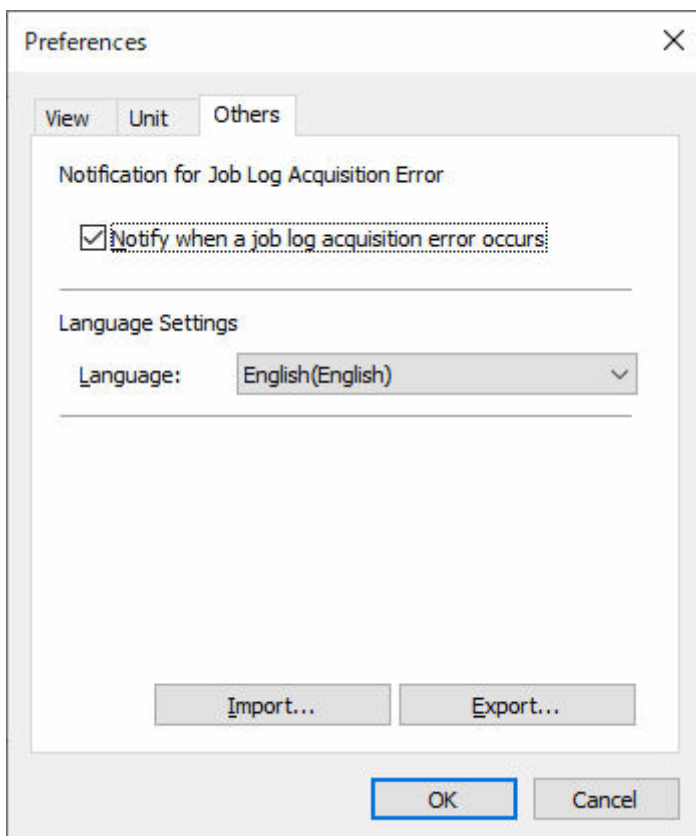 Preferences
View Unit Others
Notification for Job Log Acquisition Error
Notify when a job log acquisition error occurs
Language Settings
Language: English(English)
Import... Export...
OK Cancel